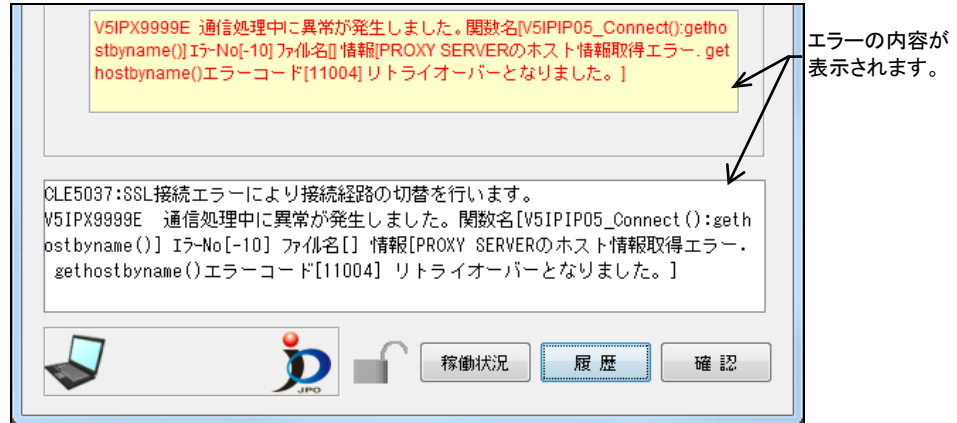 V5IPX9999E 通信処理中に異常が発生しました。関数名[V5IPIP05_Connect():getho
stbyname()] ｴﾗｰNo[-10] ﾌｧｲﾙ名[] 情報[PROXY SERVERのホスト情報取得エラー. get
hostbyname()エラーコード[11004] リトライオーバーとなりました。]
エラーの内容が
表示されます。
CLE5037:SSL接続エラーにより接続経路の切替を行います。
V5IPX9999E　通信処理中に異常が発生しました。関数名[V5IPIP05_Connect():geth
ostbyname()] ｴﾗｰNo[-10] ﾌｧｲﾙ名[] 情報[PROXY SERVERのホスト情報取得エラー.
gethostbyname()エラーコード[11004] リトライオーバーとなりました。]
JPO
稼働状況
履 歴
確 認